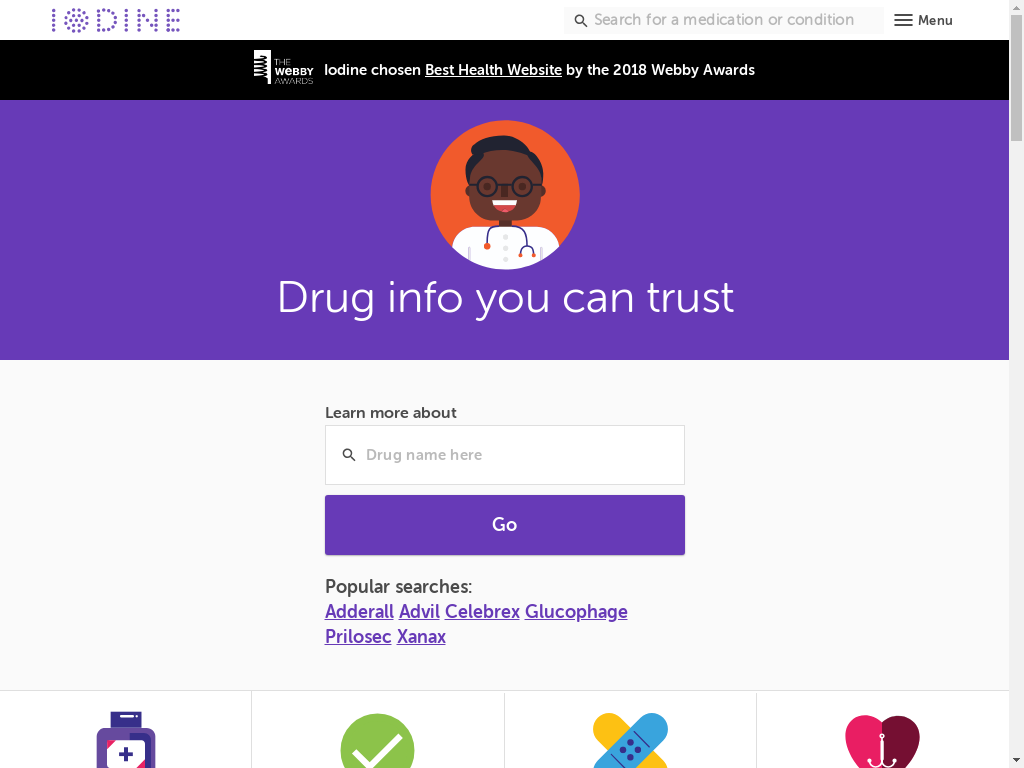 IODINE
Search for a medication or condition
Menu
THE
WEBBY
AWARDS
Iodine chosen Best Health Website by the 2018 Webby Awards
Drug info you can trust
Learn more about
Drug name here
Go
Popular searches:
Adderall Advil Celebrex Glucophage
Prilosec Xanax